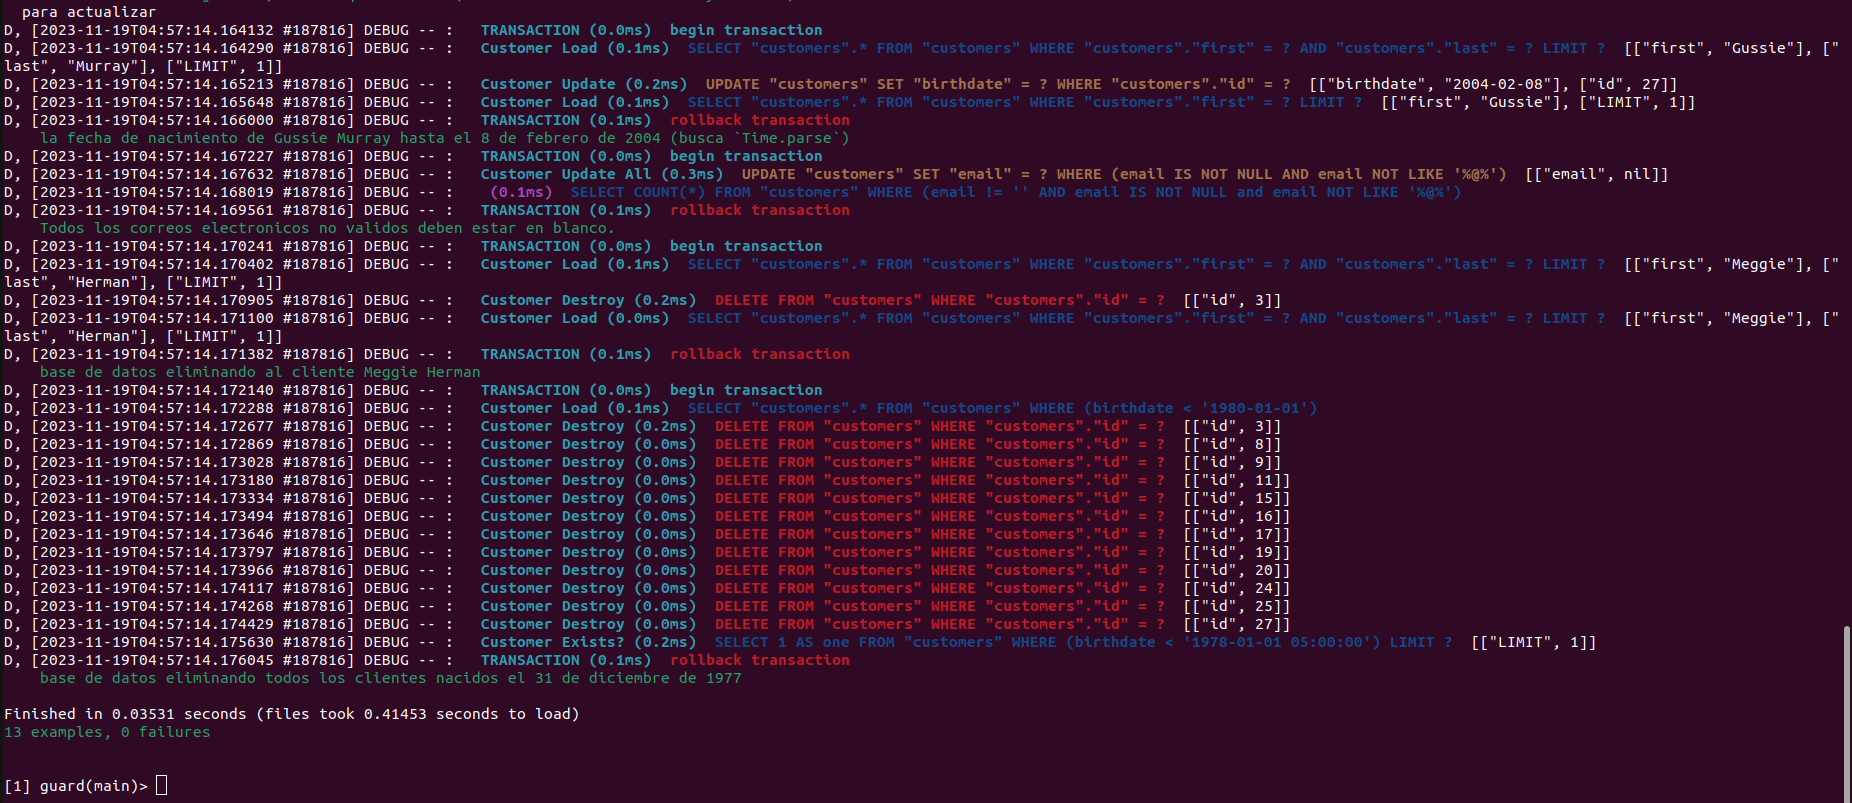 para actualizar
D, [2023-11-19T04:57:14.164132 #187816] DEBUG -- :   TRANSACTION (0.0ms)  begin transaction
D, [2023-11-19T04:57:14.164290 #187816] DEBUG -- :   Customer Load (0.1ms)  SELECT "customers".* FROM "customers" WHERE "customers"."first" = ? AND "customers"."last" = ? LIMIT ?  [["first", "Gussie"], ["
last", "Murray"], ["LIMIT", 1]]
D, [2023-11-19T04:57:14.165213 #187816] DEBUG -- :   Customer Update (0.2ms)  UPDATE "customers" SET "birthdate" = ? WHERE "customers"."id" = ?  [["birthdate", "2004-02-08"], ["id", 27]]
D, [2023-11-19T04:57:14.165648 #187816] DEBUG -- :   Customer Load (0.1ms)  SELECT "customers".* FROM "customers" WHERE "customers"."first" = ? LIMIT ?  [["first", "Gussie"], ["LIMIT", 1]]
D, [2023-11-19T04:57:14.166000 #187816] DEBUG -- :   TRANSACTION (0.1ms)  rollback transaction
la fecha de nacimiento de Gussie Murray hasta el 8 de febrero de 2004 (busca `Time.parse`)
D, [2023-11-19T04:57:14.167227 #187816] DEBUG -- :   TRANSACTION (0.0ms)  begin transaction
D, [2023-11-19T04:57:14.167632 #187816] DEBUG -- :   Customer Update All (0.3ms)  UPDATE "customers" SET "email" = ? WHERE (email IS NOT NULL AND email NOT LIKE '%@%')  [["email", nil]]
D, [2023-11-19T04:57:14.168019 #187816] DEBUG -- :    (0.1ms)  SELECT COUNT(*) FROM "customers" WHERE (email != '' AND email IS NOT NULL and email NOT LIKE '%@%')
D, [2023-11-19T04:57:14.169561 #187816] DEBUG -- :   TRANSACTION (0.1ms)  rollback transaction
Todos los correos electronicos no validos deben estar en blanco.
D, [2023-11-19T04:57:14.170241 #187816] DEBUG -- :   TRANSACTION (0.0ms)  begin transaction
D, [2023-11-19T04:57:14.170402 #187816] DEBUG -- :   Customer Load (0.1ms)  SELECT "customers".* FROM "customers" WHERE "customers"."first" = ? AND "customers"."last" = ? LIMIT ?  [["first", "Meggie"], ["
last", "Herman"], ["LIMIT", 1]]
D, [2023-11-19T04:57:14.170905 #187816] DEBUG -- :   Customer Destroy (0.2ms)  DELETE FROM "customers" WHERE "customers"."id" = ?  [["id", 3]]
D, [2023-11-19T04:57:14.171100 #187816] DEBUG -- :   Customer Load (0.0ms)  SELECT "customers".* FROM "customers" WHERE "customers"."first" = ? AND "customers"."last" = ? LIMIT ?  [["first", "Meggie"], ["
last", "Herman"], ["LIMIT", 1]]
D, [2023-11-19T04:57:14.171382 #187816] DEBUG -- :   TRANSACTION (0.1ms)  rollback transaction
base de datos eliminando al cliente Meggie Herman
D, [2023-11-19T04:57:14.172140 #187816] DEBUG -- :   TRANSACTION (0.0ms)  begin transaction
D, [2023-11-19T04:57:14.172288 #187816] DEBUG -- :   Customer Load (0.1ms)  SELECT "customers".* FROM "customers" WHERE (birthdate < '1980-01-01')
D, [2023-11-19T04:57:14.172677 #187816] DEBUG -- :   Customer Destroy (0.2ms)  DELETE FROM "customers" WHERE "customers"."id" = ?  [["id", 3]]
D, [2023-11-19T04:57:14.172869 #187816] DEBUG -- :   Customer Destroy (0.0ms)  DELETE FROM "customers" WHERE "customers"."id" = ?  [["id", 8]]
D, [2023-11-19T04:57:14.173028 #187816] DEBUG -- :   Customer Destroy (0.0ms)  DELETE FROM "customers" WHERE "customers"."id" = ?  [["id", 9]]
D, [2023-11-19T04:57:14.173180 #187816] DEBUG -- :   Customer Destroy (0.0ms)  DELETE FROM "customers" WHERE "customers"."id" = ?  [["id", 11]]
D, [2023-11-19T04:57:14.173334 #187816] DEBUG -- :   Customer Destroy (0.0ms)  DELETE FROM "customers" WHERE "customers"."id" = ?  [["id", 15]]
D, [2023-11-19T04:57:14.173494 #187816] DEBUG -- :   Customer Destroy (0.0ms)  DELETE FROM "customers" WHERE "customers"."id" = ?  [["id", 16]]
D, [2023-11-19T04:57:14.173646 #187816] DEBUG -- :   Customer Destroy (0.0ms)  DELETE FROM "customers" WHERE "customers"."id" = ?  [["id", 17]]
D, [2023-11-19T04:57:14.173797 #187816] DEBUG -- :   Customer Destroy (0.0ms)  DELETE FROM "customers" WHERE "customers"."id" = ?  [["id", 19]]
D, [2023-11-19T04:57:14.173966 #187816] DEBUG -- :   Customer Destroy (0.0ms)  DELETE FROM "customers" WHERE "customers"."id" = ?  [["id", 20]]
D, [2023-11-19T04:57:14.174117 #187816] DEBUG -- :   Customer Destroy (0.0ms)  DELETE FROM "customers" WHERE "customers"."id" = ?  [["id", 24]]
D, [2023-11-19T04:57:14.174268 #187816] DEBUG -- :   Customer Destroy (0.0ms)  DELETE FROM "customers" WHERE "customers"."id" = ?  [["id", 25]]
D, [2023-11-19T04:57:14.174429 #187816] DEBUG -- :   Customer Destroy (0.0ms)  DELETE FROM "customers" WHERE "customers"."id" = ?  [["id", 27]]
D, [2023-11-19T04:57:14.175630 #187816] DEBUG -- :   Customer Exists? (0.2ms)  SELECT 1 AS one FROM "customers" WHERE (birthdate < '1978-01-01 05:00:00') LIMIT ?  [["LIMIT", 1]]
D, [2023-11-19T04:57:14.176045 #187816] DEBUG -- :   TRANSACTION (0.1ms)  rollback transaction
base de datos eliminando todos los clientes nacidos el 31 de diciembre de 1977
Finished in 0.03531 seconds (files took 0.41453 seconds to load)
13 examples, 0 failures
[1] guard(main)>